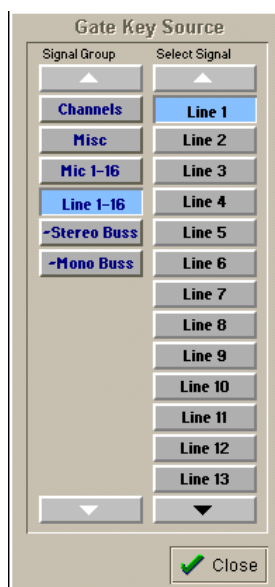 Gate Key Source
Signal Group Select Signal
Channels Line 1
Misc Line 2
Mic 1-16 Line 3
Line 1-16 Line 4
~Stereo Buss Line 5
~Mono Buss Line 6
Line 7
Line 8
Line 9
Line 10
Line 11
Line 12
Line 13
Close